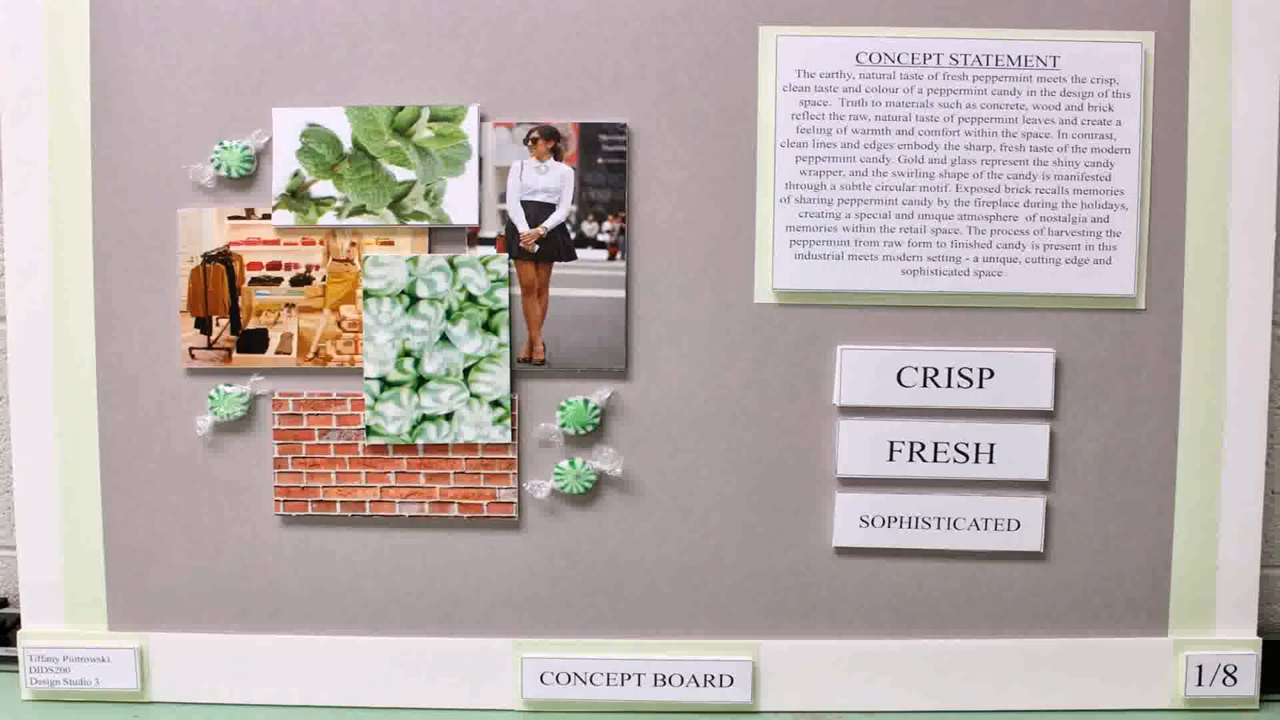 CONCEPT STATEMENT
The earthy, natural taste of fresh peppermint meets the crisp,
clean taste and colour of a peppermint candy in the design of this
space. Truth to materials such as concrete, wood and brick
reflect the raw, natural taste of peppermint leaves and create a
feeling of warmth and comfort within the space. In contrast,
clean lines and edges embody the sharp, fresh taste of the modern
peppermint candy. Gold and glass represent the shiny candy
wrapper, and the swirling shape of the candy is manifested
through a subtle circular motif. Exposed brick recalls memories
of sharing peppermint candy by the fireplace during the holidays,
creating a special and unique atmosphere of nostalgia and
memories within the retail space. The process of harvesting the
peppermint from raw form to finished candy is present in this
industrial meets modern setting - a unique, cutting edge and
sophisticated space
CRISP
FRESH
SOPHISTICATED
Tiffany Piotrowski
DIDS200
Design Studio 3
CONCEPT BOARD
1/8